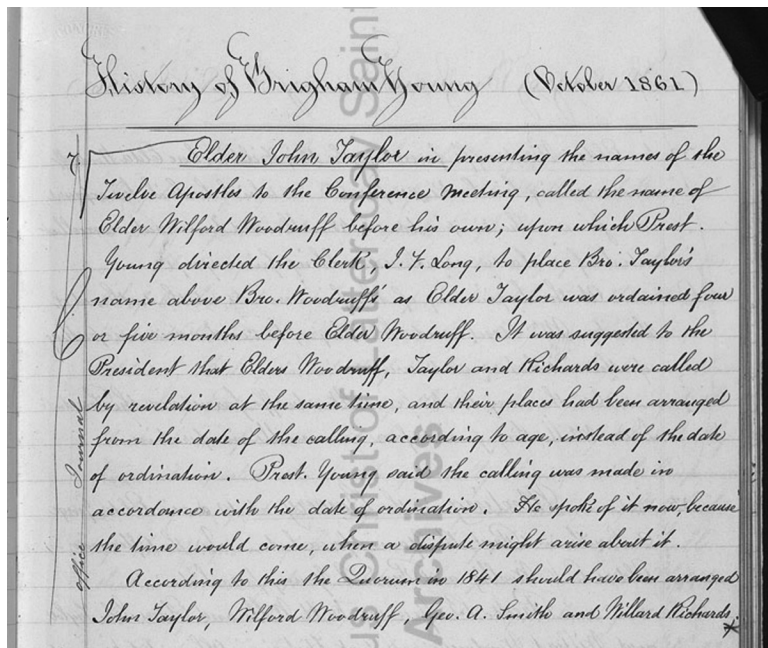 History of Brigham Young (October 1861)
7. Elder John Taylor in presenting the names of the
Twelve Apostles to the Conference meeting, called the name of
Elder Wilford Woodruff before his own; upon which Prest.
Young directed the Clerk, J. V. Long, to place Bro. Taylor's
name above Bro. Woodruff's as Elder Taylor was ordained four
or five months before Elder Woodruff. It was suggested to the
President that Elders Woodruff, Taylor and Richards were called
by revelation at the same time, and their places had been arranged
from the date of the calling, according to age, instead of the date
of ordination. Prest. Young said the calling was made in
accordance with the date of ordination. He spoke of it now, because
the time would come, when a dispute might arise about it.
According to this the Quorum in 1841 should have been arranged
John Taylor, Wilford Woodruff, Geo. A. Smith and Willard Richards.
Office Journal
Archives